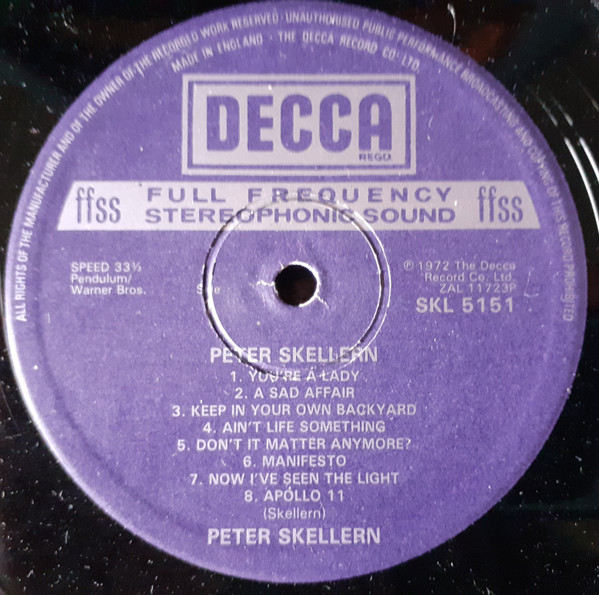 ALL RIGHTS OF THE MANUFACTURER AND OF THE OWNER OF THE RECORDED WORK RESERVED. UNAUTHORISED PUBLIC PERFORMANCE BROADCASTING AND COPYING OF THIS RECORD PROHIBITED
MADE IN ENGLAND · THE DECCA RECORD CO. LTD.
DECCA
REGD.
ffss
FULL FREQUENCY
STEREOPHONIC SOUND
ffss
SPEED 33⅓
Pendulum/
Warner Bros.
Side
℗ 1972 The Decca
Record Co. Ltd.
ZAL 11723P
SKL 5151
PETER SKELLERN
1. YOU'RE A LADY
2. A SAD AFFAIR
3. KEEP IN YOUR OWN BACKYARD
4. AIN'T LIFE SOMETHING
5. DON'T IT MATTER ANYMORE?
6. MANIFESTO
7. NOW I'VE SEEN THE LIGHT
8. APOLLO 11
(Skellern)
PETER SKELLERN